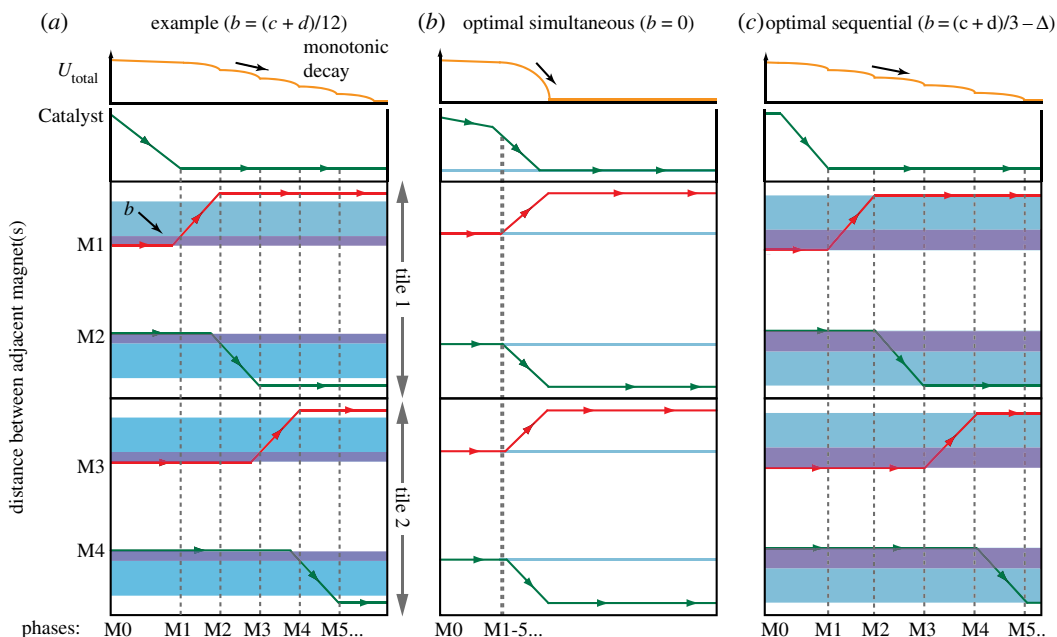 (a) example (b = (c + d)/12)
(b) optimal simultaneous (b = 0)
(c) optimal sequential (b = (c + d)/3 – Δ)
monotonic
decay
U total
Catalyst
b
M1
M2
tile 1
M3
M4
tile 2
distance between adjacent magnet(s)
phases: M0 M1 M2 M3 M4 M5...
M0 M1-5...
M0 M1 M2 M3 M4 M5..